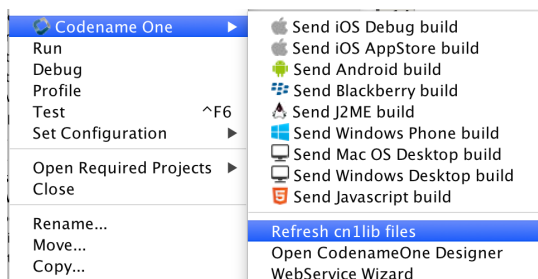 Codename One
Run
Debug
Profile
Test ^F6
Set Configuration
Open Required Projects
Close
Rename...
Move...
Copy...
Send iOS Debug build
Send iOS AppStore build
Send Android build
Send Blackberry build
Send J2ME build
Send Windows Phone build
Send Mac OS Desktop build
Send Windows Desktop build
Send Javascript build
Refresh cn1lib files
Open CodenameOne Designer
WebService Wizard